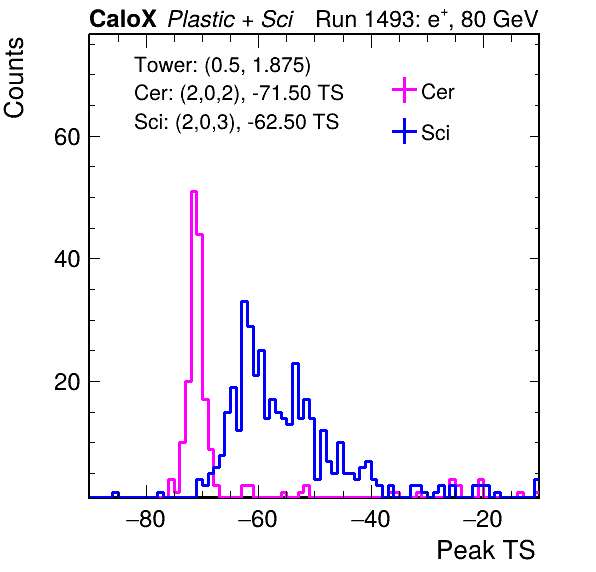 CaloX Plastic + Sci Run 1493: e+, 80 GeV
Counts
Tower: (0.5, 1.875)
Cer: (2,0,2), -71.50 TS
Sci: (2,0,3), -62.50 TS
Cer
Sci
60
40
20
−80 −60 −40 −20
Peak TS